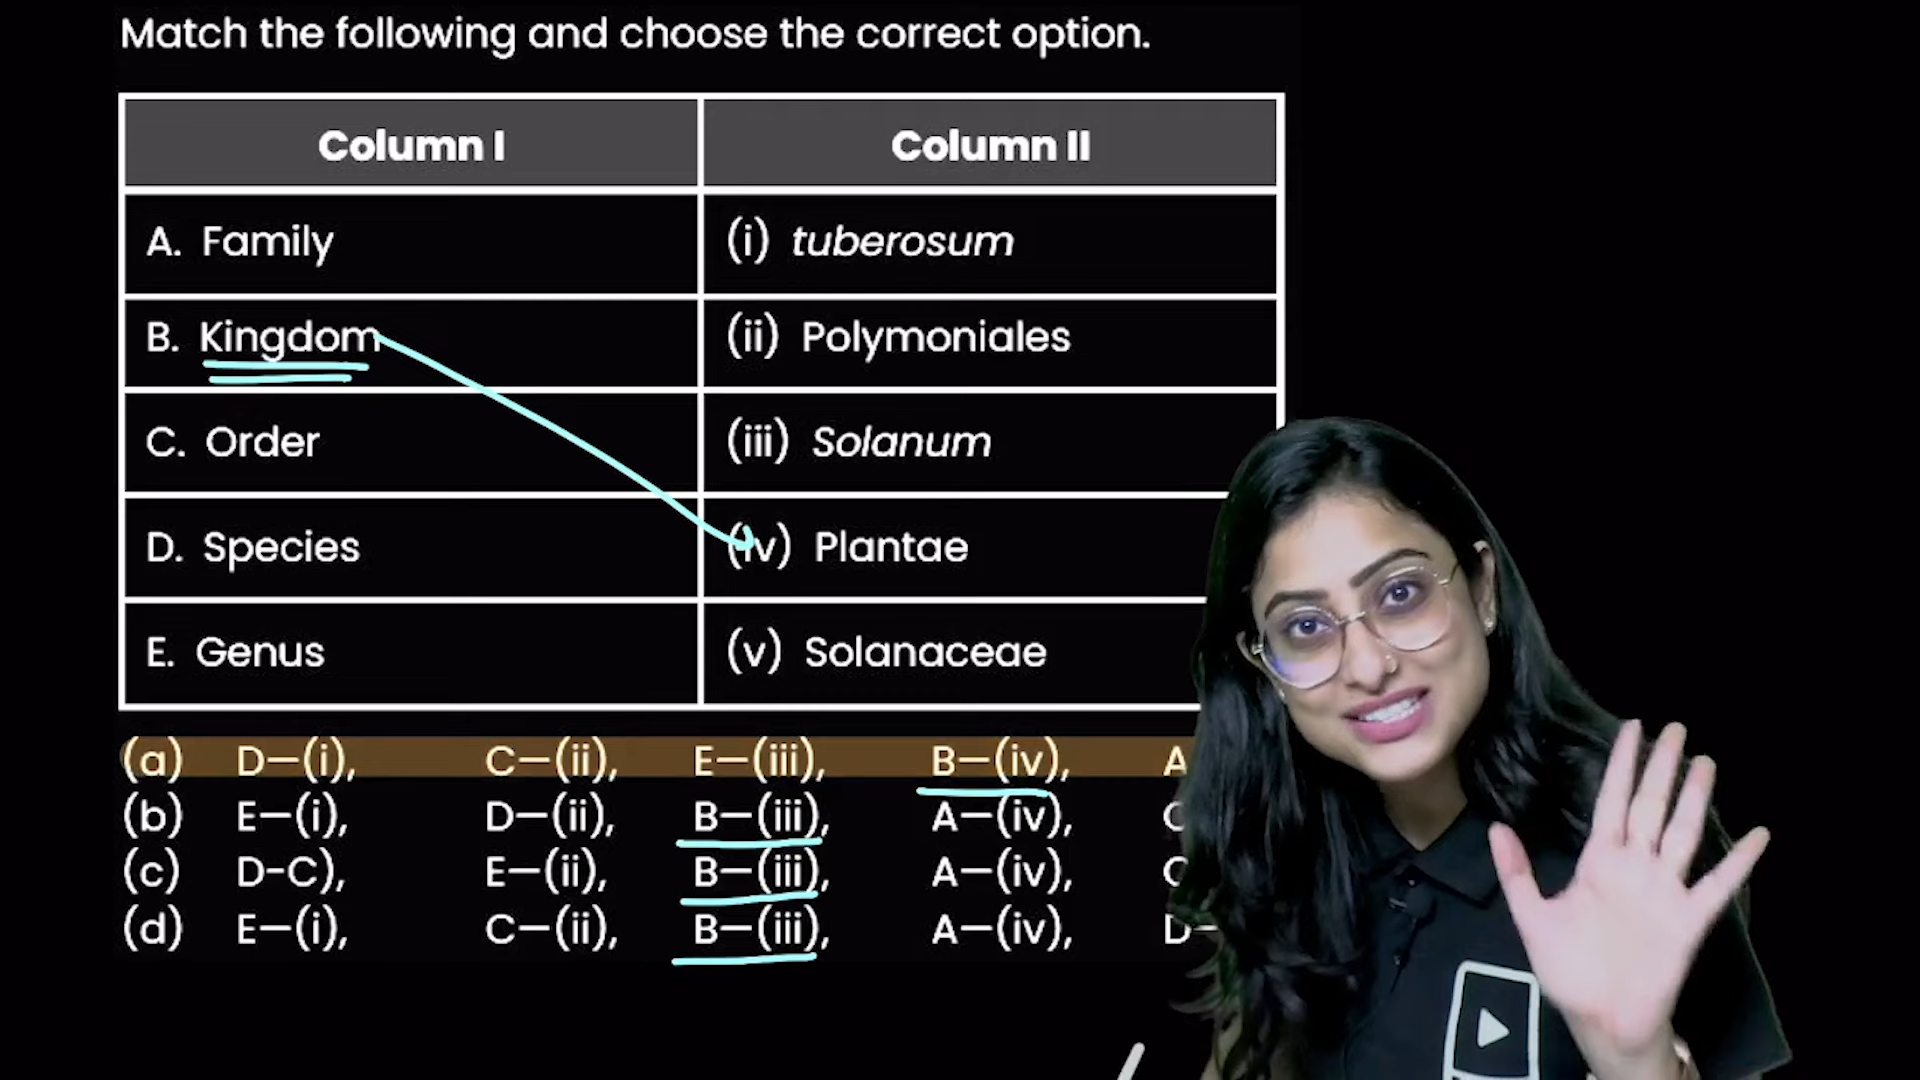 Match the following and choose the correct option.
Column I Column II
A. Family (i) tuberosum
B. Kingdom (ii) Polymoniales
C. Order (iii) Solanum
D. Species (iv) Plantae
E. Genus (v) Solanaceae
(a) D–(i), C–(ii), E–(iii), B–(iv), A
(b) E–(i), D–(ii), B–(iii), A–(iv), C
(c) D-C), E–(ii), B–(iii), A–(iv), C
(d) E–(i), C–(ii), B–(iii), A–(iv), D–